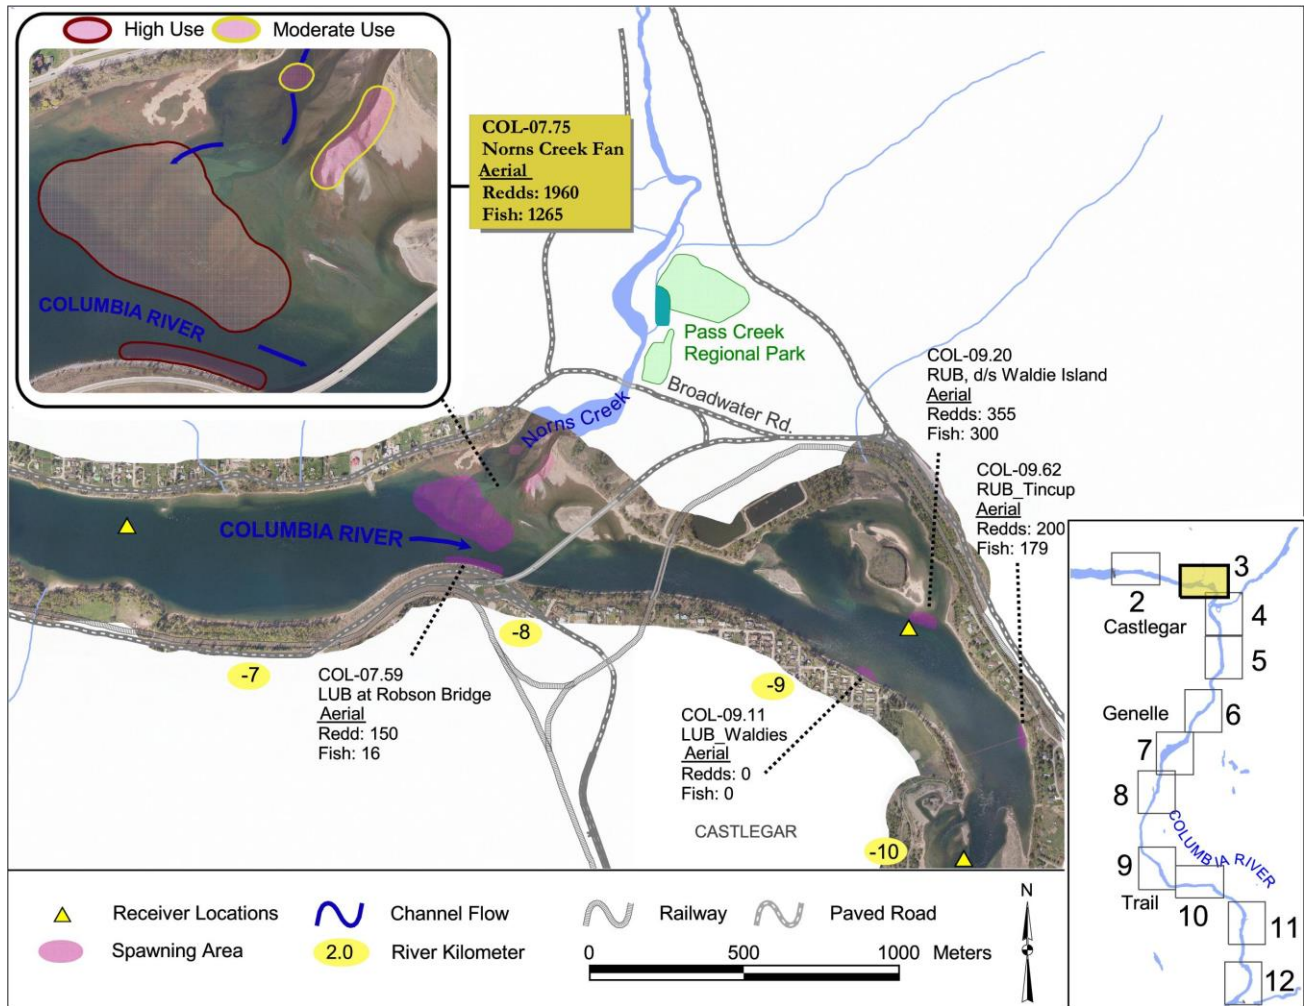 High Use
Moderate Use
COLUMBIA RIVER
COL-07.75
Norns Creek Fan
Aerial
Redds: 1960
Fish: 1265
Pass Creek
Regional Park
Broadwater Rd.
Norns Creek
COLUMBIA RIVER
COL-09.20
RUB, d/s Waldie Island
Aerial
Redds: 355
Fish: 300
COL-09.62
RUB_Tincup
Aerial
Redds: 200
Fish: 179
-7
-8
-9
-10
COL-07.59
LUB at Robson Bridge
Aerial
Redd: 150
Fish: 16
COL-09.11
LUB_Waldies
Aerial
Redds: 0
Fish: 0
CASTLEGAR
2
3
Castlegar
4
5
Genelle
6
7
8
COLUMBIA RIVER
9
Trail
10
11
12
Receiver Locations
Channel Flow
Railway
Paved Road
Spawning Area
2.0
River Kilometer
0 500 1000 Meters
N